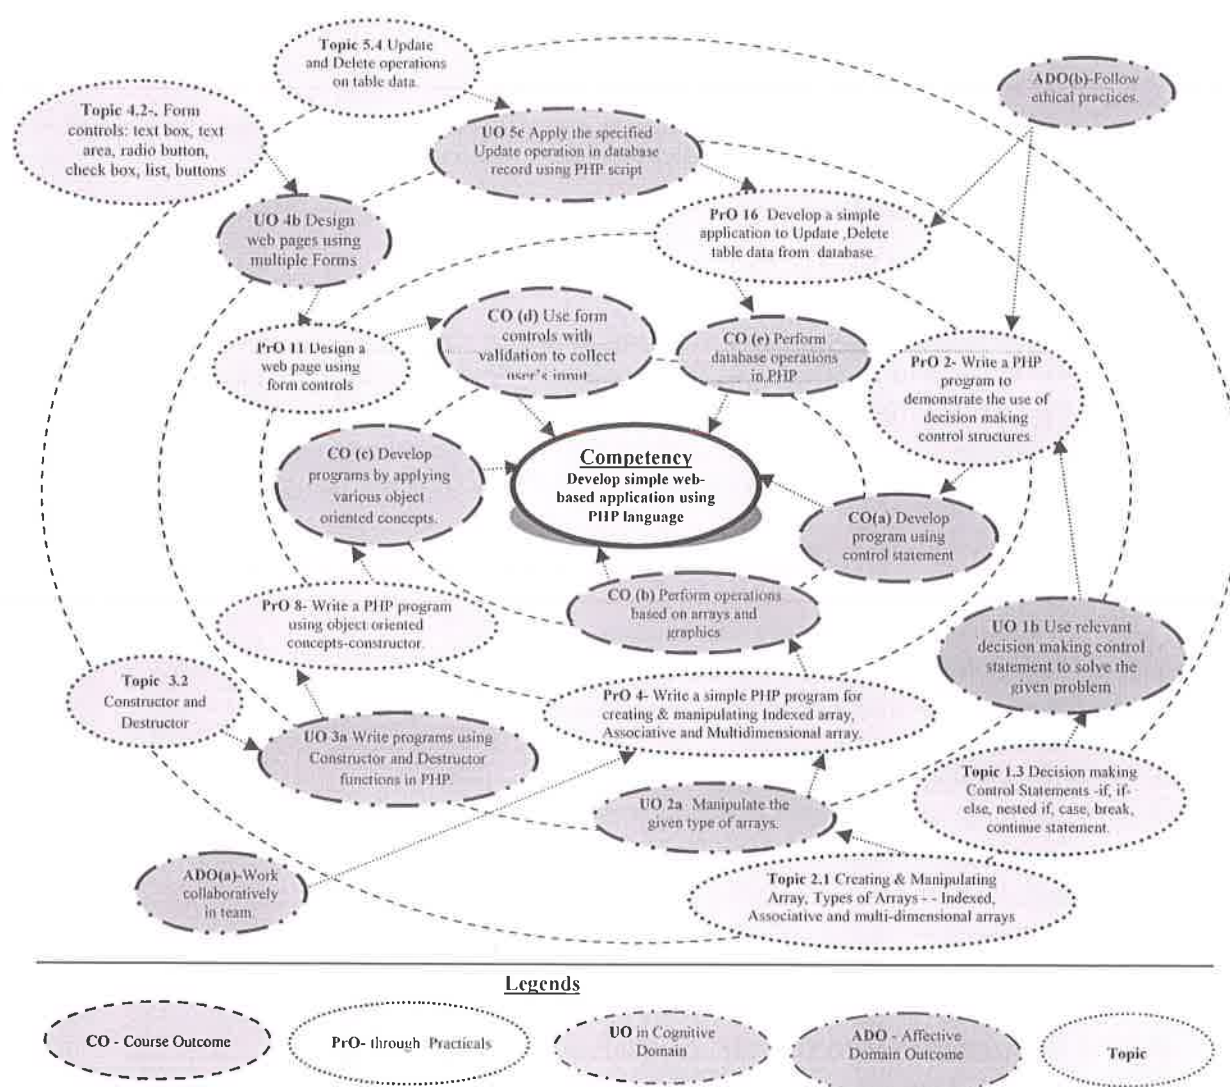 Topic 5.4 Update
and Delete operations
on table data.
ADO(b)-Follow
ethical practices.
Topic 4.2-. Form
controls: text box, text
area, radio button,
check box, list, buttons
UO 5c Apply the specified
Update operation in database
record using PHP script
UO 4b Design
web pages using
multiple Forms
PrO 16 Develop a simple
application to Update ,Delete
table data from database.
CO (d) Use form
controls with
validation to collect
user's input
CO (e) Perform
database operations
in PHP
PrO 11 Design a
web page using
form controls
PrO 2- Write a PHP
program to
demonstrate the use of
decision making
control structures.
CO (c) Develop
programs by applying
various object
oriented concepts.
Competency
Develop simple web-
based application using
PHP language
CO(a) Develop
program using
control statement
CO (b) Perform operations
based on arrays and
graphics
PrO 8- Write a PHP program
using object oriented
concepts-constructor.
UO 1b Use relevant
decision making control
statement to solve the
given problem
Topic 3.2
Constructor and
Destructor
PrO 4- Write a simple PHP program for
creating & manipulating Indexed array,
Associative and Multidimensional array.
UO 3a Write programs using
Constructor and Destructor
functions in PHP.
Topic 1.3 Decision making
Control Statements -if, if-
else, nested if, case, break,
continue statement.
UO 2a Manipulate the
given type of arrays.
ADO(a)-Work
collaboratively
in team.
Topic 2.1 Creating & Manipulating
Array, Types of Arrays - - Indexed,
Associative and multi-dimensional arrays
Legends
CO - Course Outcome
PrO- through Practicals
UO in Cognitive
Domain
ADO - Affective
Domain Outcome
Topic